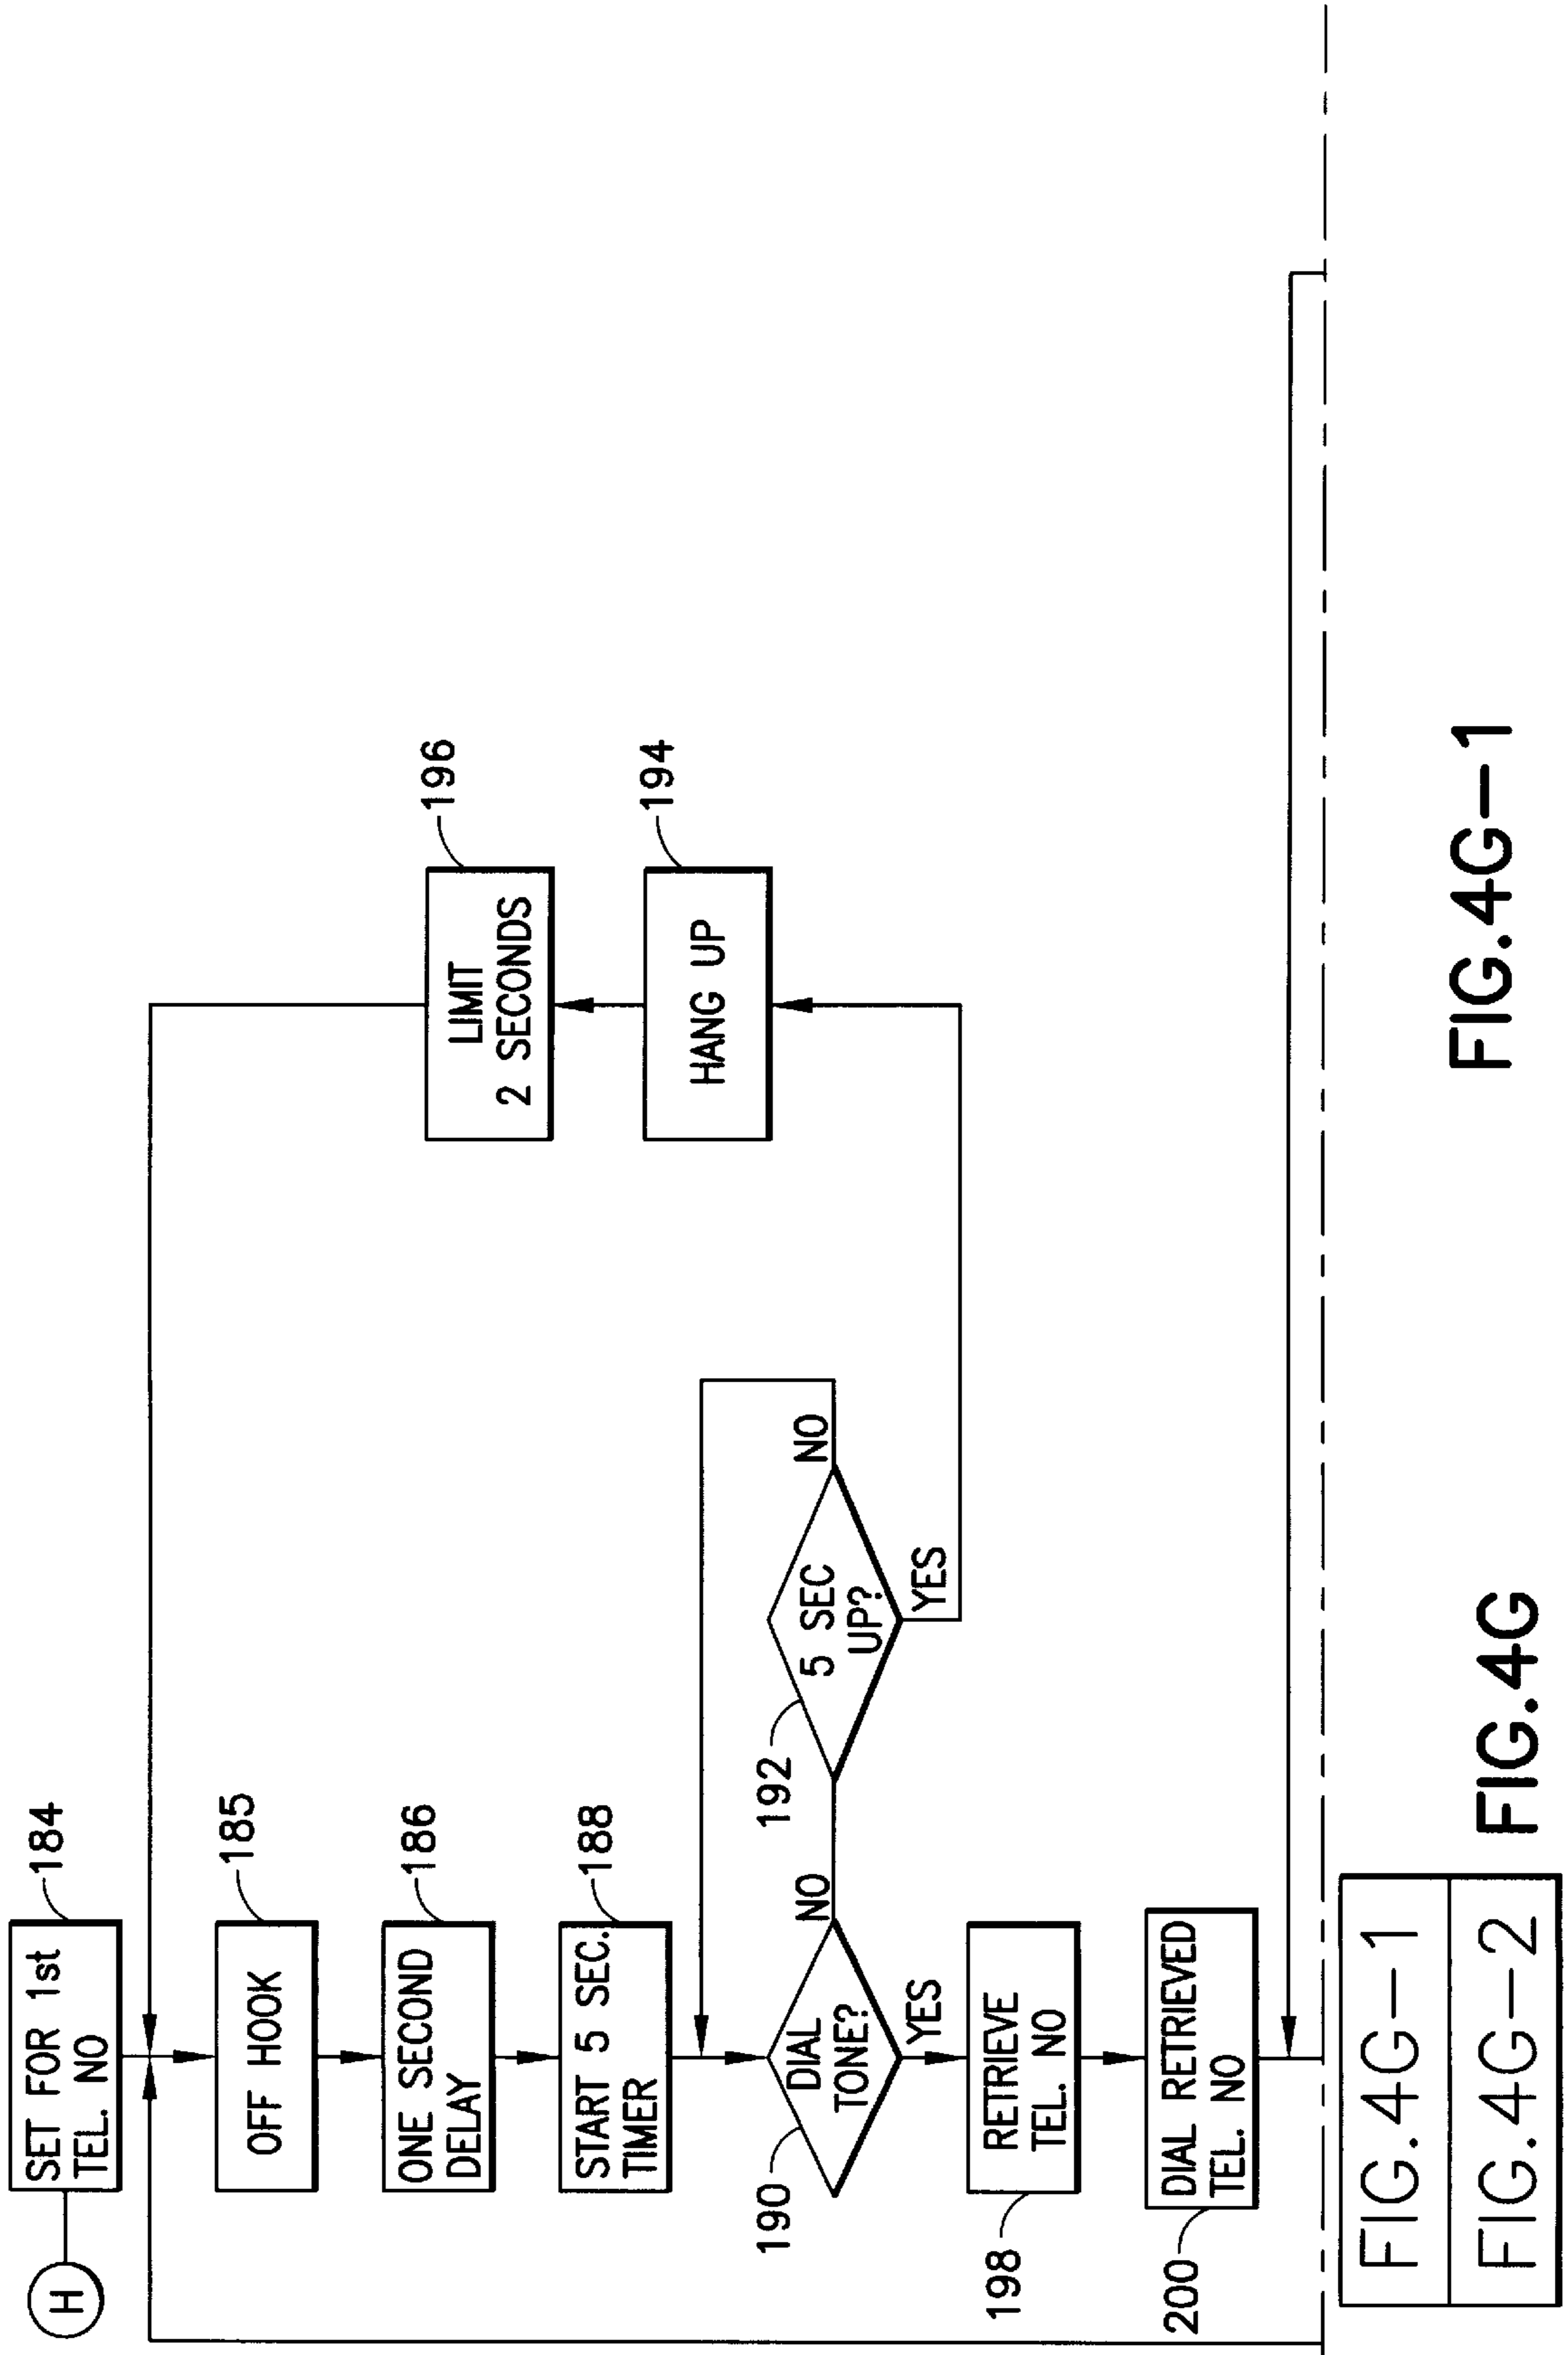 H
SET FOR 1st
TEL. NO
184
OFF HOOK
185
ONE SECOND
DELAY
186
START 5 SEC.
TIMER
188
190
DIAL
TONE?
NO
YES
192
5 SEC
UP?
NO
YES
HANG UP
194
LIMIT
2 SECONDS
196
RETRIEVE
TEL. NO
198
DIAL RETRIEVED
TEL. NO
200
FIG.4G-1
FIG.4G-2
FIG.4G
FIG.4G-1